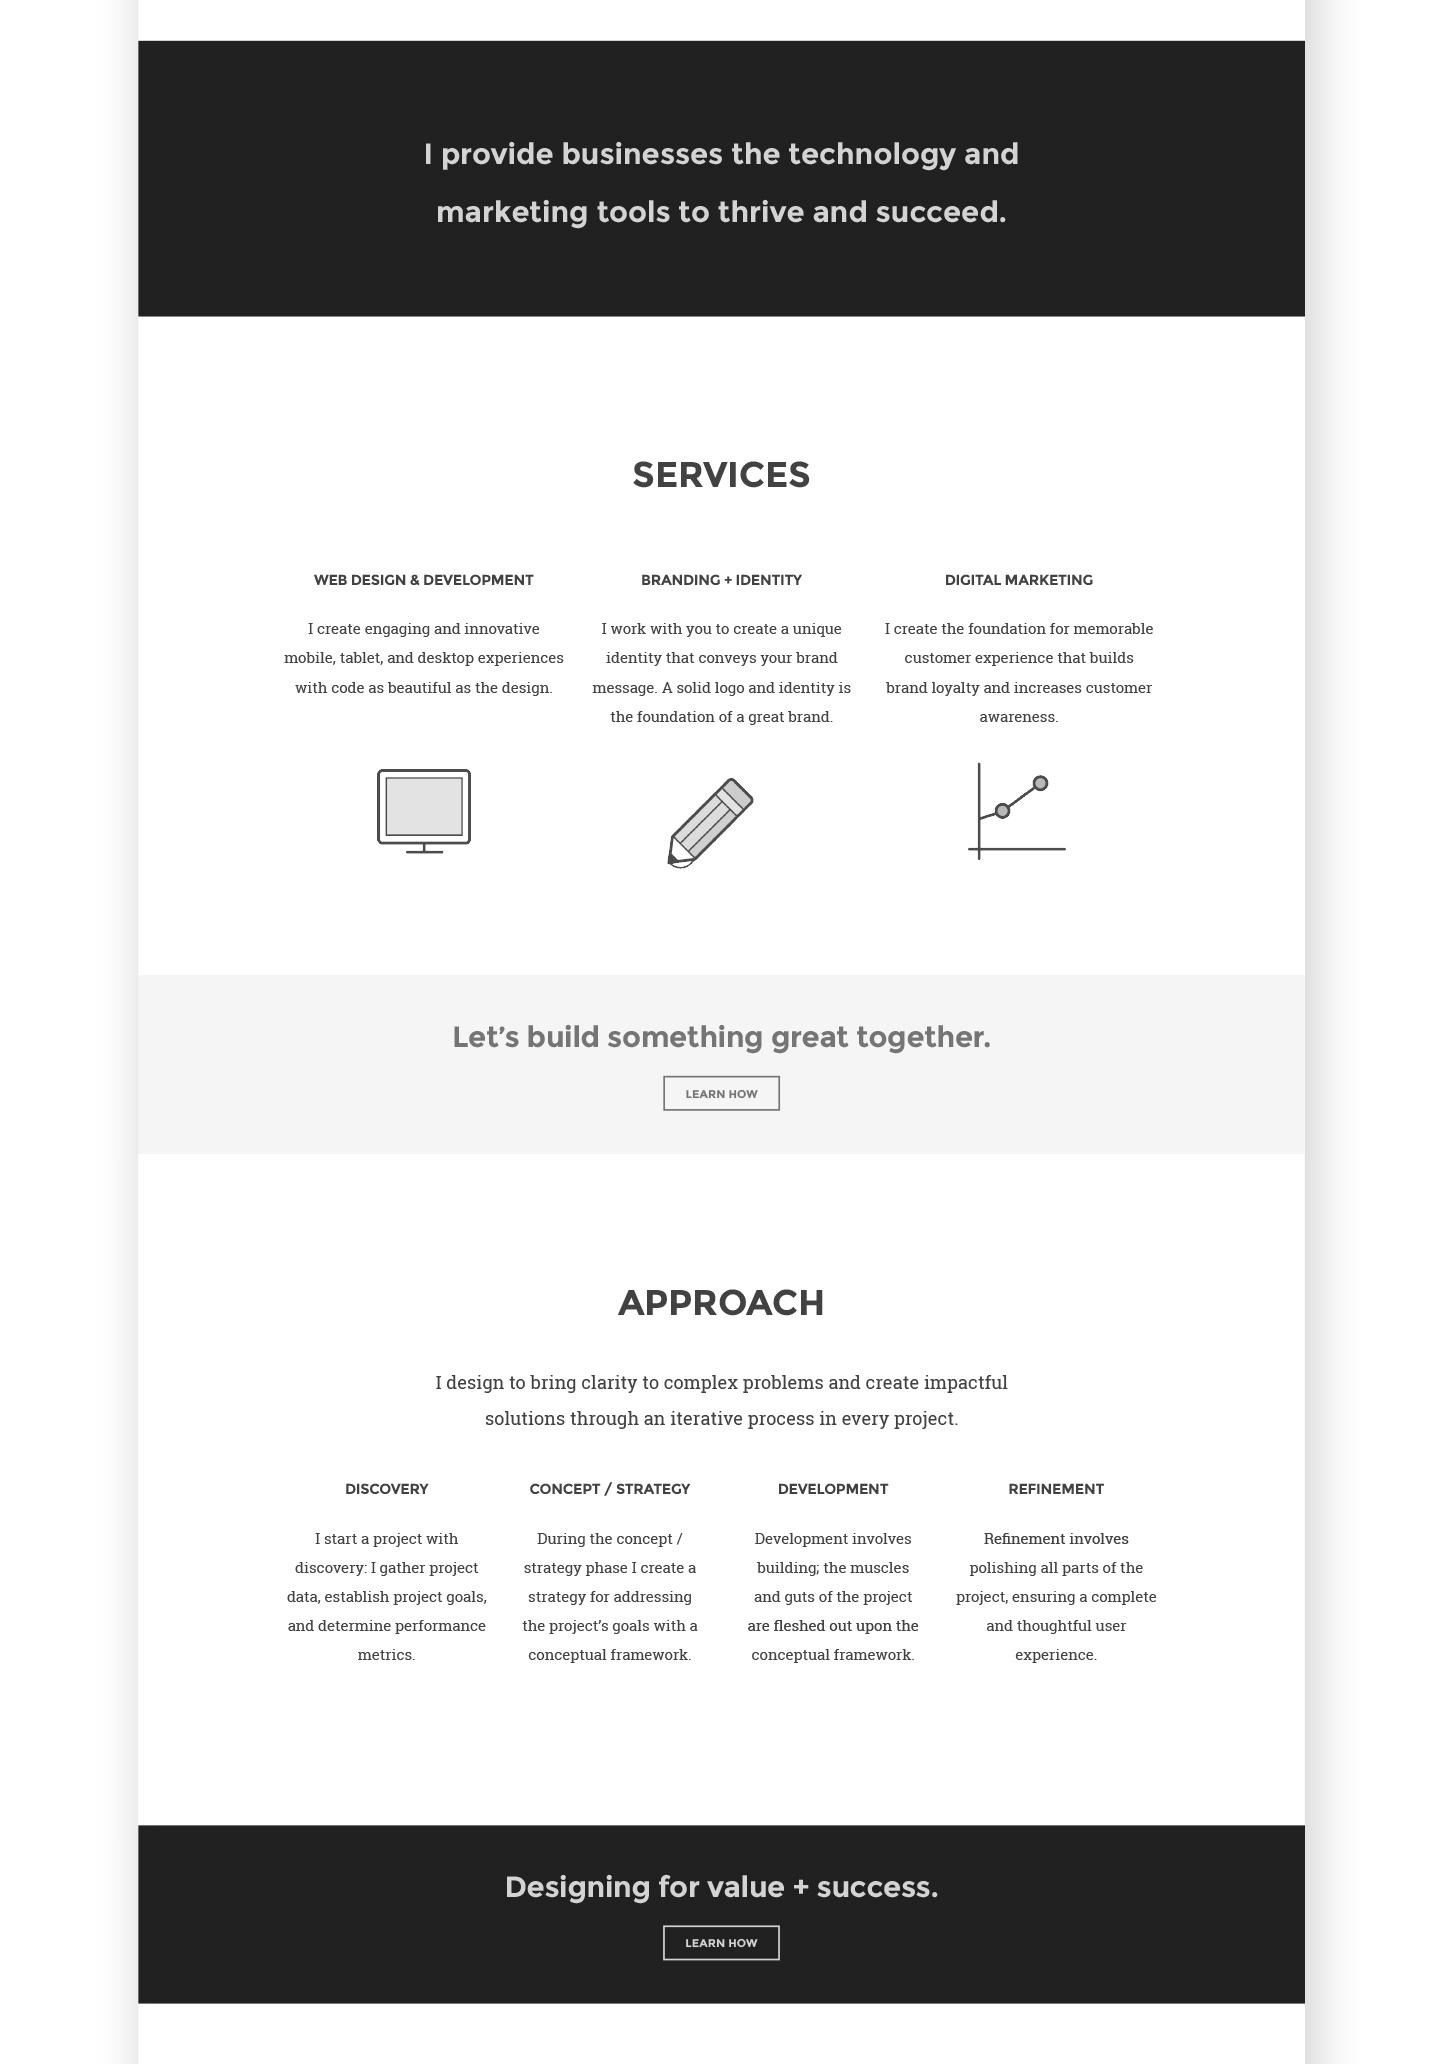 I provide businesses the technology and
marketing tools to thrive and succeed.
SERVICES
WEB DESIGN & DEVELOPMENT
I create engaging and innovative
mobile, tablet, and desktop experiences
with code as beautiful as the design.
BRANDING + IDENTITY
I work with you to create a unique
identity that conveys your brand
message. A solid logo and identity is
the foundation of a great brand.
DIGITAL MARKETING
I create the foundation for memorable
customer experience that builds
brand loyalty and increases customer
awareness.
Let’s build something great together.
LEARN HOW
APPROACH
I design to bring clarity to complex problems and create impactful
solutions through an iterative process in every project.
DISCOVERY
I start a project with
discovery: I gather project
data, establish project goals,
and determine performance
metrics.
CONCEPT / STRATEGY
During the concept /
strategy phase I create a
strategy for addressing
the project’s goals with a
conceptual framework.
DEVELOPMENT
Development involves
building; the muscles
and guts of the project
are fleshed out upon the
conceptual framework.
REFINEMENT
Refinement involves
polishing all parts of the
project, ensuring a complete
and thoughtful user
experience.
Designing for value + success.
LEARN HOW